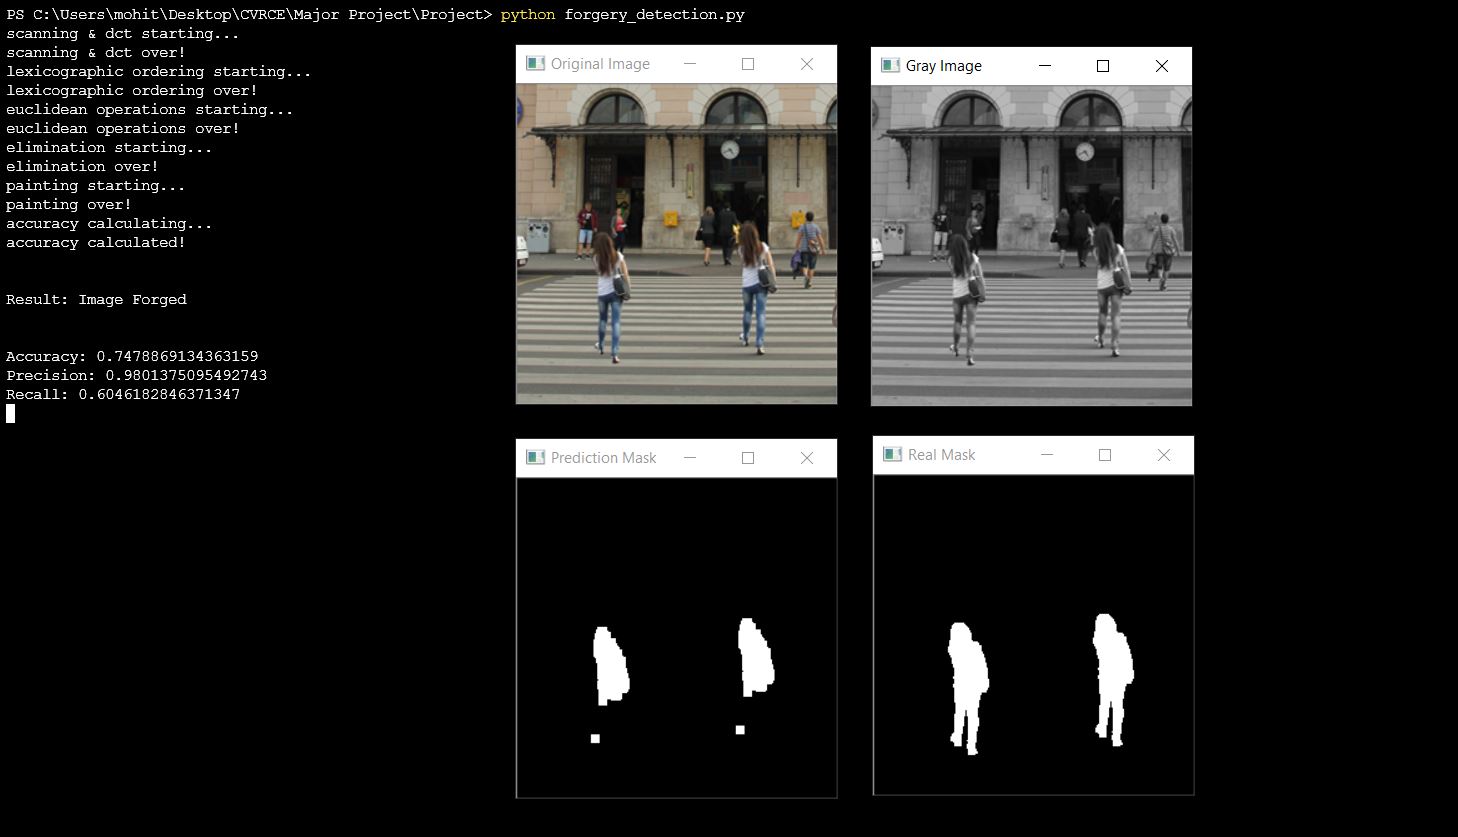 PS C:\Users\mohit\Desktop\CVRCE\Major Project\Project> python forgery_detection.py
scanning & dct starting...
scanning & dct over!
lexicographic ordering starting...
lexicographic ordering over!
euclidean operations starting...
euclidean operations over!
elimination starting...
elimination over!
painting starting...
painting over!
accuracy calculating...
accuracy calculated!
Result: Image Forged
Accuracy: 0.7478869134363159
Precision: 0.9801375095492743
Recall: 0.6046182846371347
Original Image
Gray Image
Prediction Mask
Real Mask